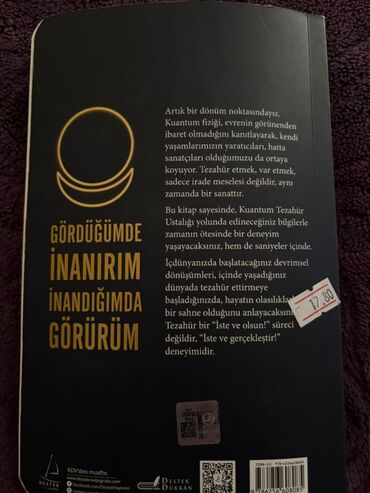 Artık bir dönüm noktasındayız.
Kuantum fiziği, evrenin görünenden
ibaret olmadığını kanıtlayarak, kendi
yaşamlarımızın yaratıcıları, hatta
sanatçıları olduğumuzu da ortaya
koyuyor. Tezahür etmek, var etmek,
sadece irade meselesi değildir, aynı
zamanda bir sanattır.
Bu kitap sayesinde, Kuantum Tezahür
Ustalığı yolunda edineceğiniz bilgilerle
zamanın ötesinde bir deneyim
yaşayacaksınız, hem de saniyeler içinde.
İçdünyanızda başlatacağınız devrimsel
dönüşümleri, içinde yaşadığınız
dünyada tezahür ettirmeye
başladığınızda, hayatın olasılıkla
bir sahne olduğunu anlayacaksın
Tezahür bir "İste ve olsun!" süreci
değildir, "İste ve gerçekleştir!"
deneyimidir.
GÖRDÜĞÜMDE
İNANIRIM
İNANDIĞIMDA
GÖRÜRÜM
17.80
KDV'den muaftır.
DESTEK
DESTEK
DÜKKÂN